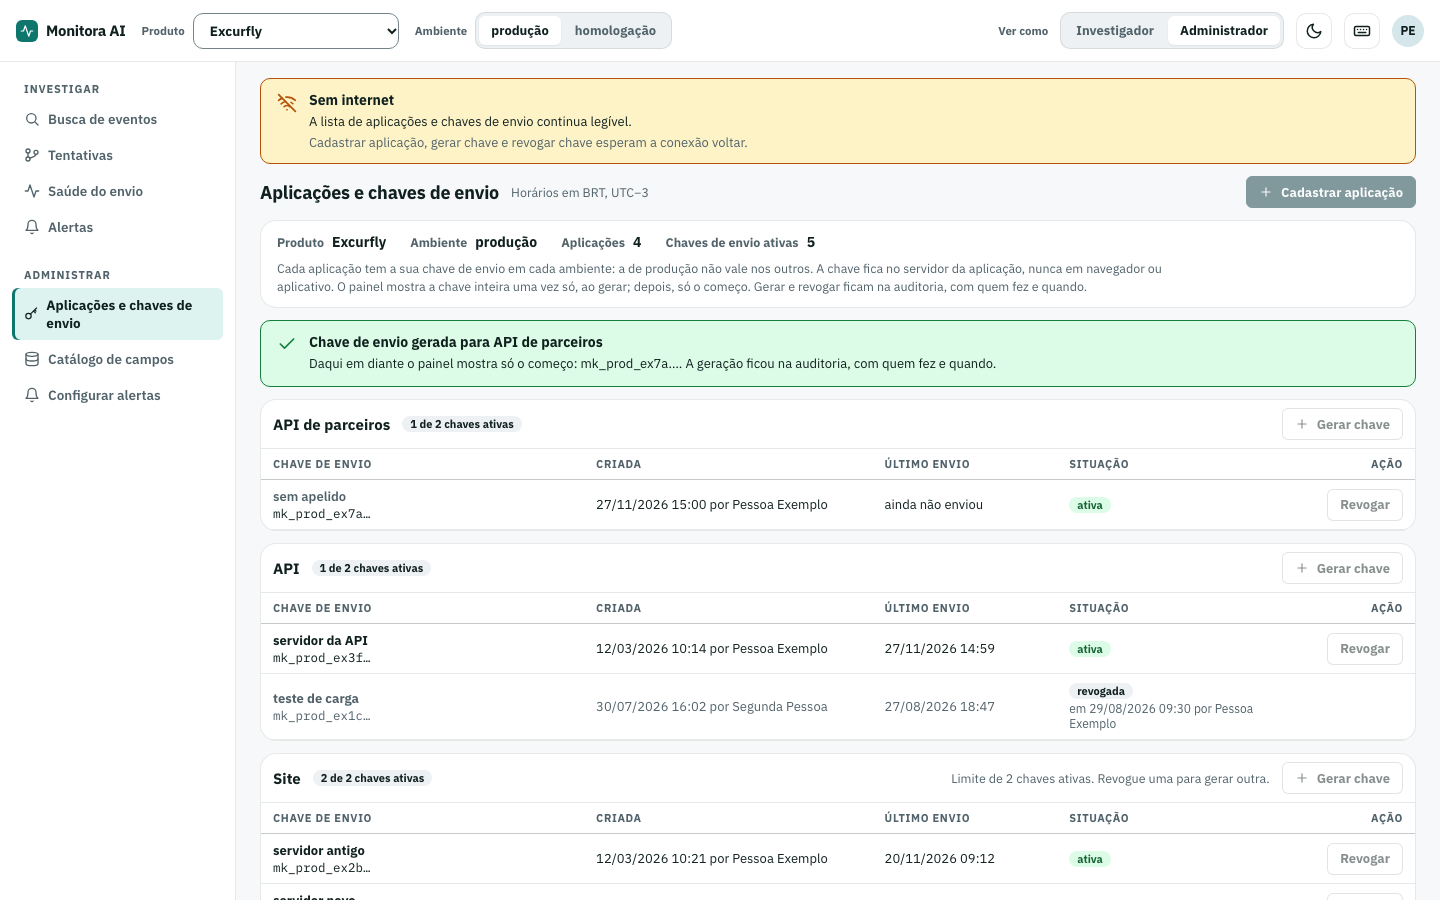 Monitora AI
Produto
Excurfly
Ambiente
produção
homologação
Ver como
Investigador
Administrador
PE
INVESTIGAR
Busca de eventos
Tentativas
Saúde do envio
Alertas
ADMINISTRAR
Aplicações e chaves de
envio
Catálogo de campos
Configurar alertas
Sem internet
A lista de aplicações e chaves de envio continua legível.
Cadastrar aplicação, gerar chave e revogar chave esperam a conexão voltar.
Aplicações e chaves de envio
Horários em BRT, UTC−3
Cadastrar aplicação
Produto Excurfly Ambiente produção Aplicações 4 Chaves de envio ativas 5
Cada aplicação tem a sua chave de envio em cada ambiente: a de produção não vale nos outros. A chave fica no servidor da aplicação, nunca em navegador ou
aplicativo. O painel mostra a chave inteira uma vez só, ao gerar; depois, só o começo. Gerar e revogar ficam na auditoria, com quem fez e quando.
Chave de envio gerada para API de parceiros
Daqui em diante o painel mostra só o começo: mk_prod_ex7a.... A geração ficou na auditoria, com quem fez e quando.
API de parceiros 1 de 2 chaves ativas Gerar chave
CHAVE DE ENVIO CRIADA ÚLTIMO ENVIO SITUAÇÃO AÇÃO
sem apelido
mk_prod_ex7a…
27/11/2026 15:00 por Pessoa Exemplo
ainda não enviou
ativa
Revogar
API 1 de 2 chaves ativas Gerar chave
CHAVE DE ENVIO CRIADA ÚLTIMO ENVIO SITUAÇÃO AÇÃO
servidor da API
mk_prod_ex3f…
12/03/2026 10:14 por Pessoa Exemplo
27/11/2026 14:59
ativa
Revogar
teste de carga
mk_prod_ex1c…
30/07/2026 16:02 por Segunda Pessoa
27/08/2026 18:47
revogada
em 29/08/2026 09:30 por Pessoa
Exemplo
Site 2 de 2 chaves ativas Limite de 2 chaves ativas. Revogue uma para gerar outra. Gerar chave
CHAVE DE ENVIO CRIADA ÚLTIMO ENVIO SITUAÇÃO AÇÃO
servidor antigo
mk_prod_ex2b…
12/03/2026 10:21 por Pessoa Exemplo
20/11/2026 09:12
ativa
Revogar
servidor novo